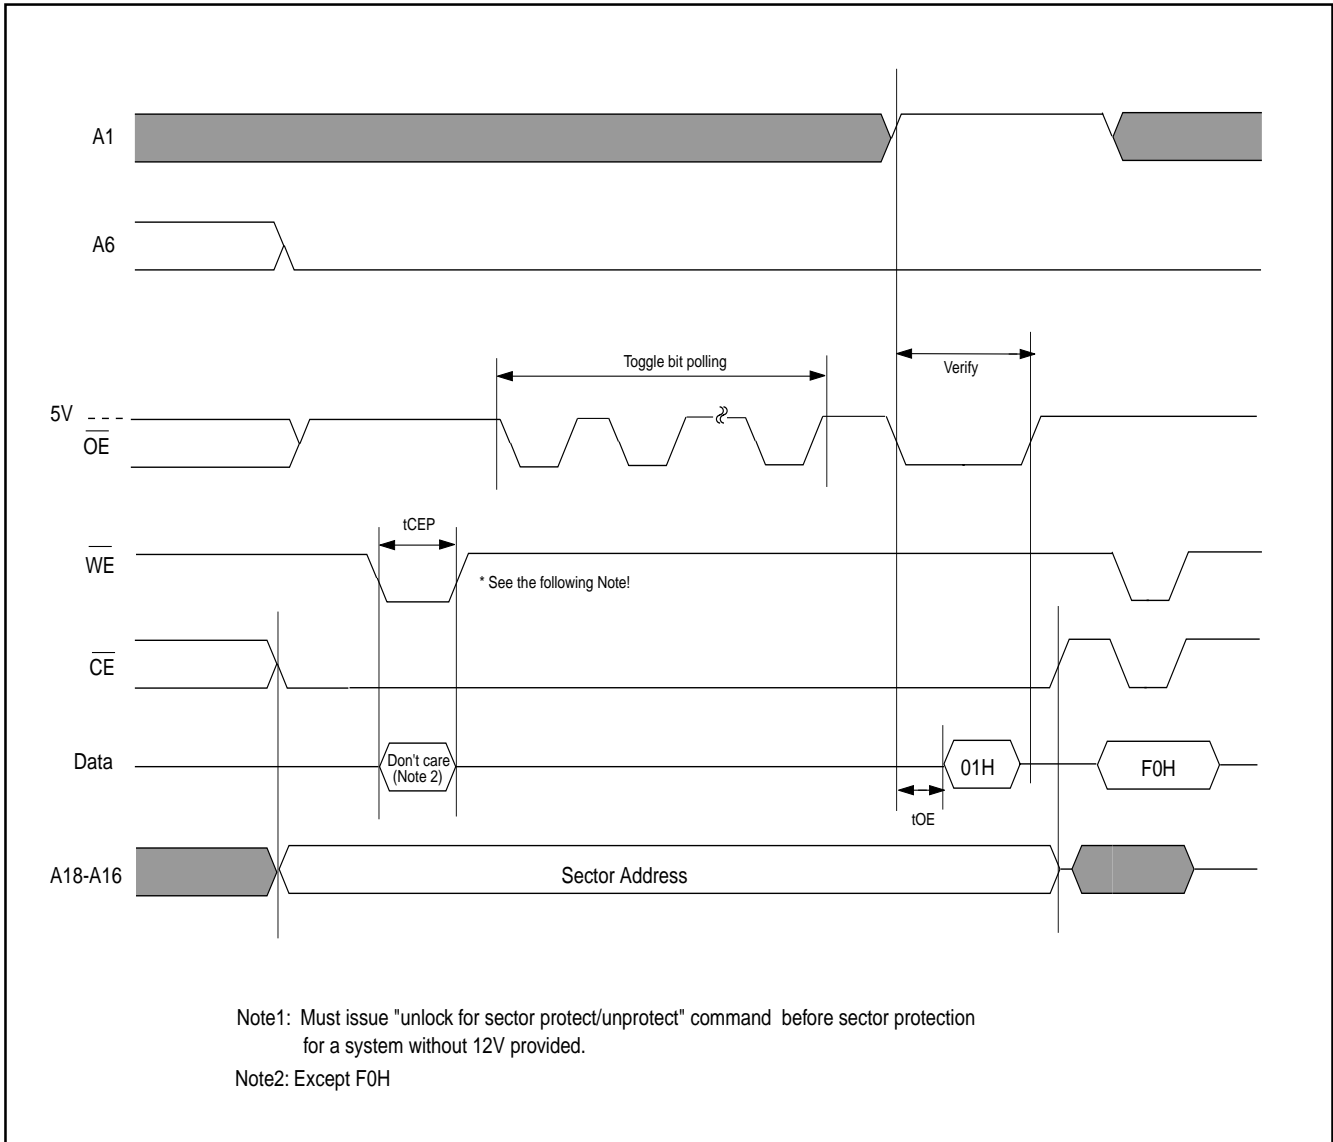 A1
A6
Toggle bit polling
Verify
5V
OE
tCEP
WE
* See the following Note!
CE
Data
Don't care
(Note 2)
01H
F0H
tOE
A18-A16
Sector Address
Note1: Must issue "unlock for sector protect/unprotect" command before sector protection
for a system without 12V provided.
Note2: Except F0H